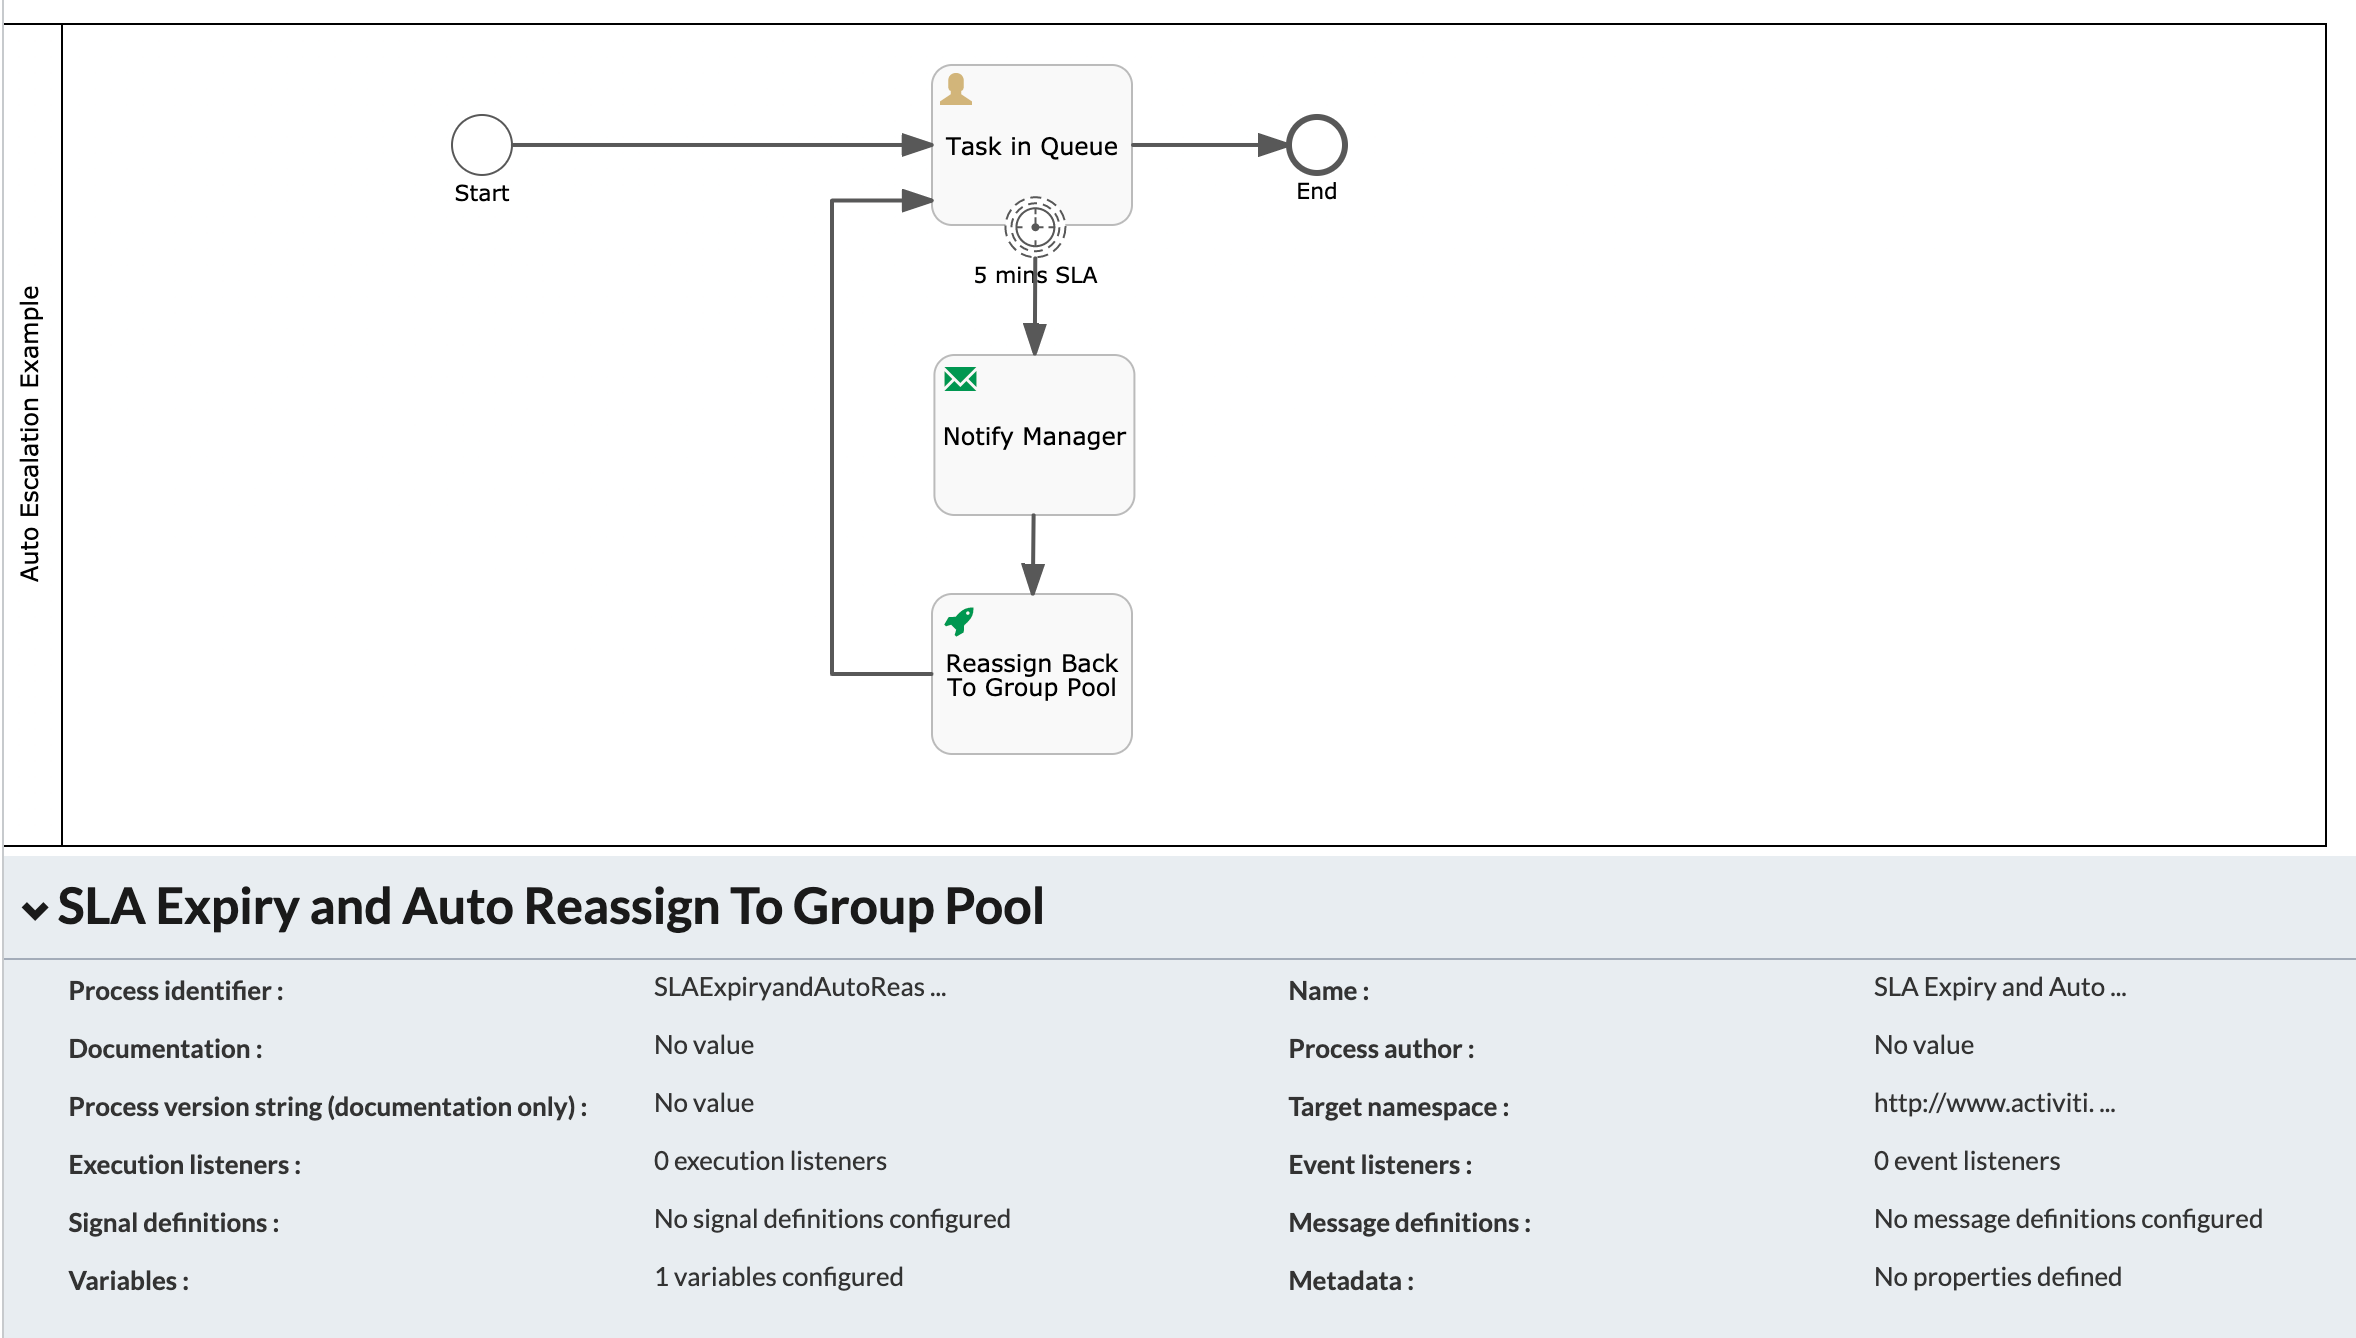 Auto Escalation Example
Start
Task in Queue
End
5 mins SLA
Notify Manager
Reassign Back
To Group Pool
SLA Expiry and Auto Reassign To Group Pool
Process identifier : SLAExpiryandAutoReas ... Name : SLA Expiry and Auto ...
Documentation : No value Process author : No value
Process version string (documentation only) : No value Target namespace : http://www.activiti. ...
Execution listeners : 0 execution listeners Event listeners : 0 event listeners
Signal definitions : No signal definitions configured Message definitions : No message definitions configured
Variables : 1 variables configured Metadata : No properties defined